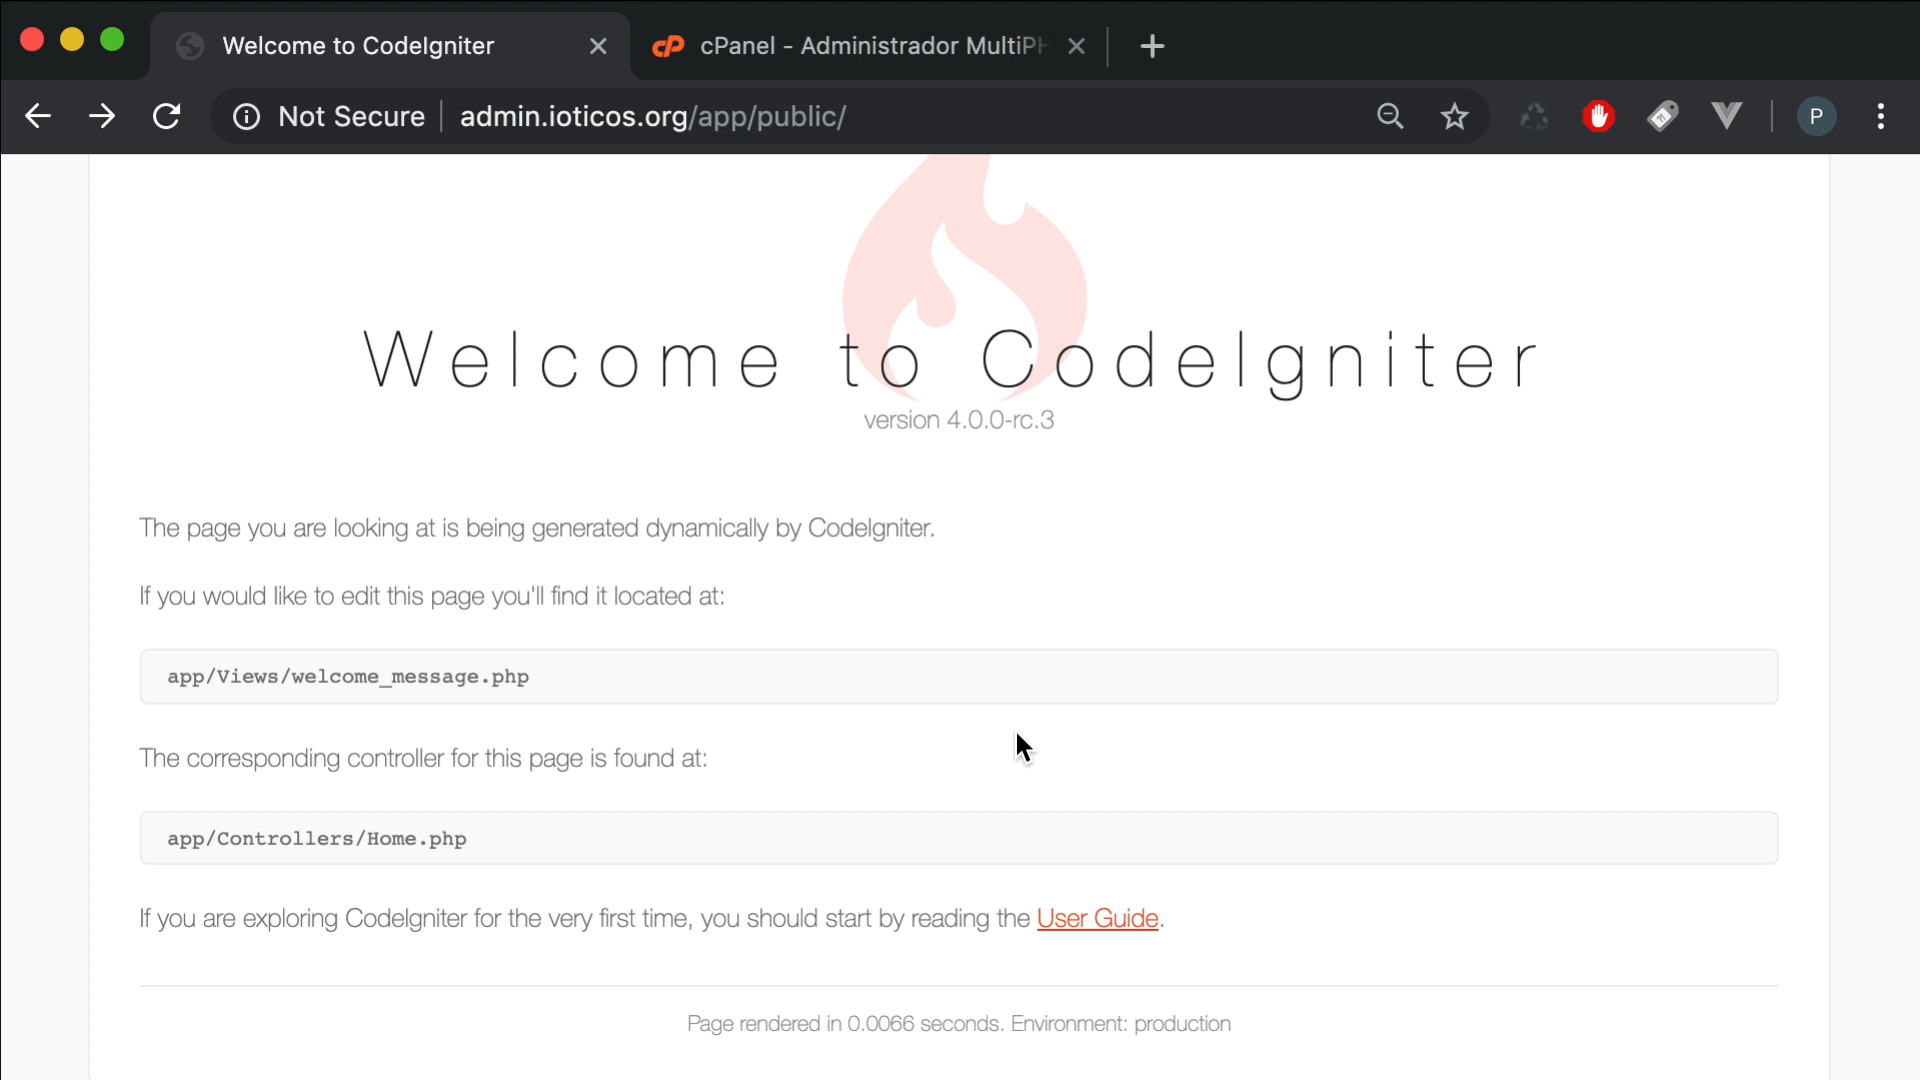 Welcome to CodeIgniter
cPanel - Administrador MultiPH
Not Secure
admin.ioticos.org/app/public/
P
Welcome to CodeIgniter
version 4.0.0-rc.3
The page you are looking at is being generated dynamically by CodeIgniter.
If you would like to edit this page you'll find it located at:
app/Views/welcome_message.php
The corresponding controller for this page is found at:
app/Controllers/Home.php
If you are exploring CodeIgniter for the very first time, you should start by reading the User Guide.
Page rendered in 0.0066 seconds. Environment: production